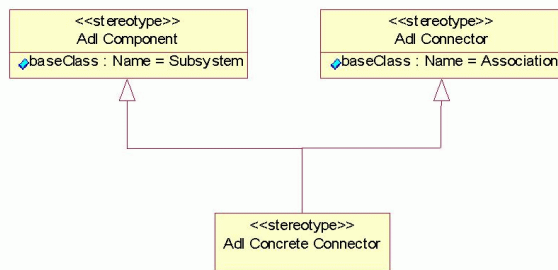 <<stereotype>>
Adl Component
baseClass : Name = Subsystem
<<stereotype>>
Adl Connector
baseClass : Name = Association
<<stereotype>>
Adl Concrete Connector